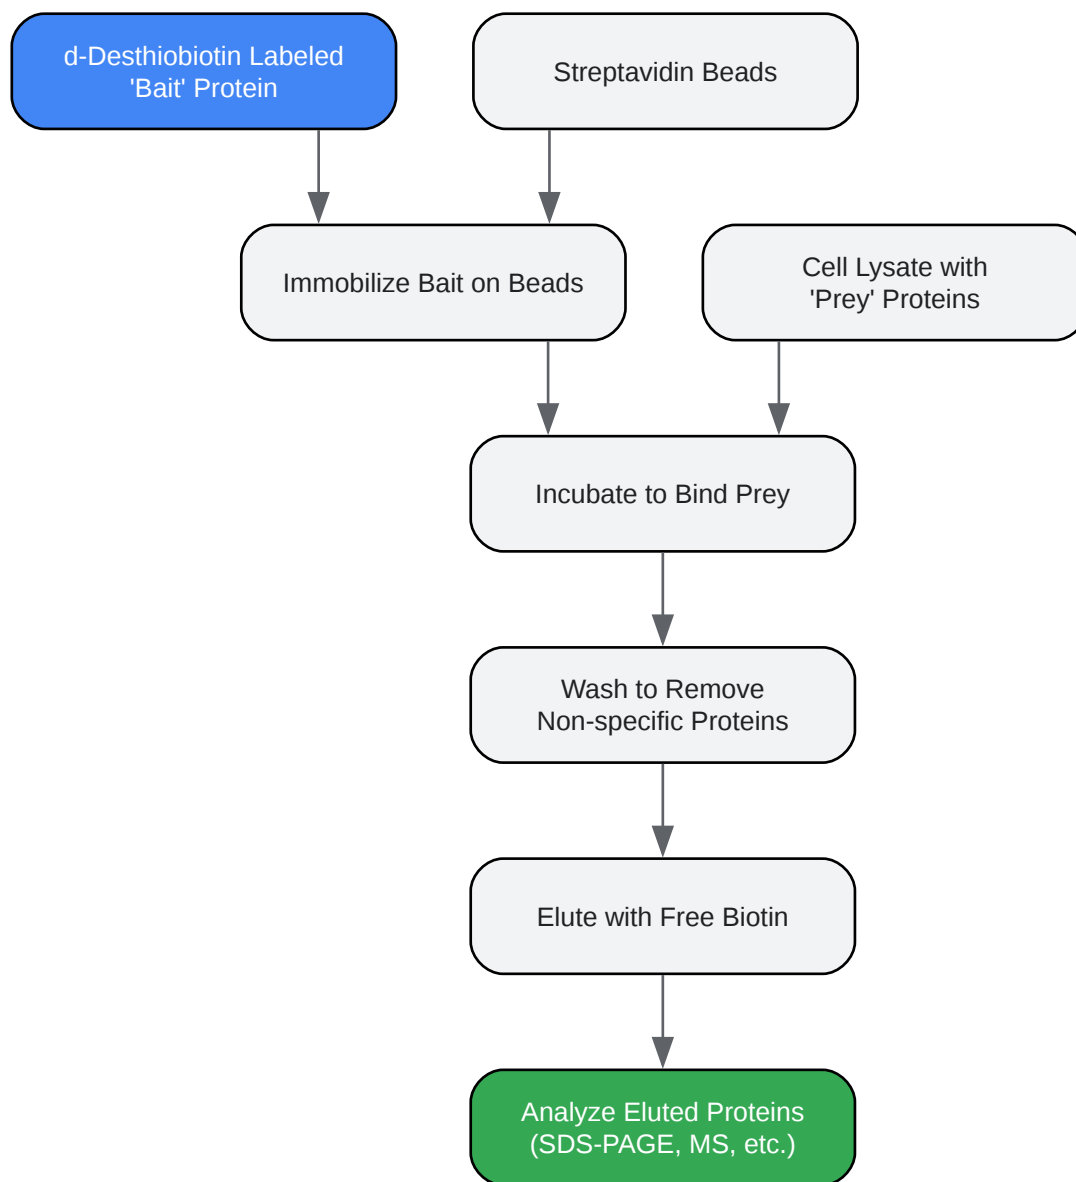 d-Desthiobiotin Labeled
'Bait' Protein
Streptavidin Beads
Immobilize Bait on Beads
Cell Lysate with
'Prey' Proteins
Incubate to Bind Prey
Wash to Remove
Non-specific Proteins
Elute with Free Biotin
Analyze Eluted Proteins
(SDS-PAGE, MS, etc.)